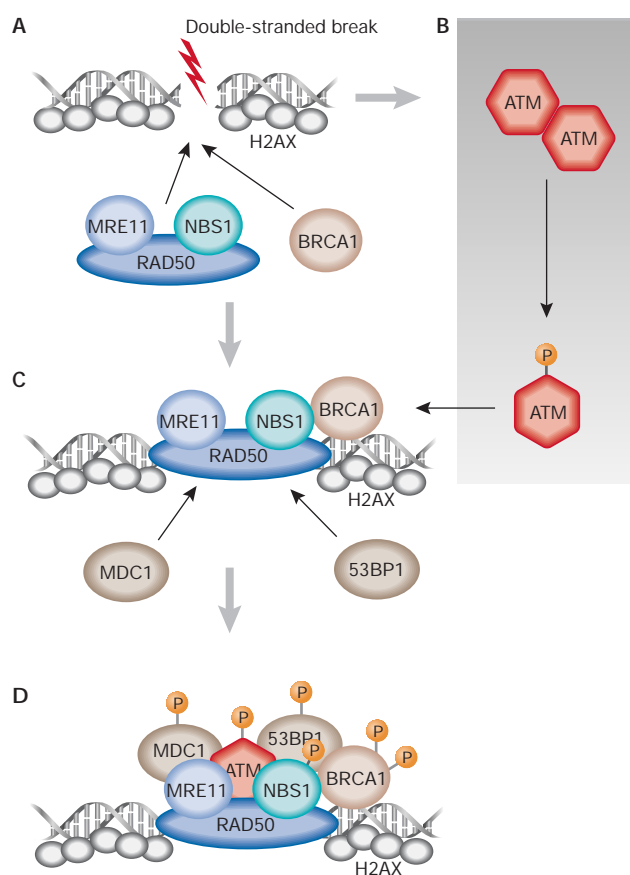 A
Double-stranded break
H2AX
MRE11
NBS1
RAD50
BRCA1
B
ATM
ATM
P
ATM
C
MRE11
NBS1
BRCA1
RAD50
H2AX
MDC1
53BP1
D
P
P
P
P
P
P
MDC1
53BP1
ATM
BRCA1
MRE11
NBS1
RAD50
H2AX